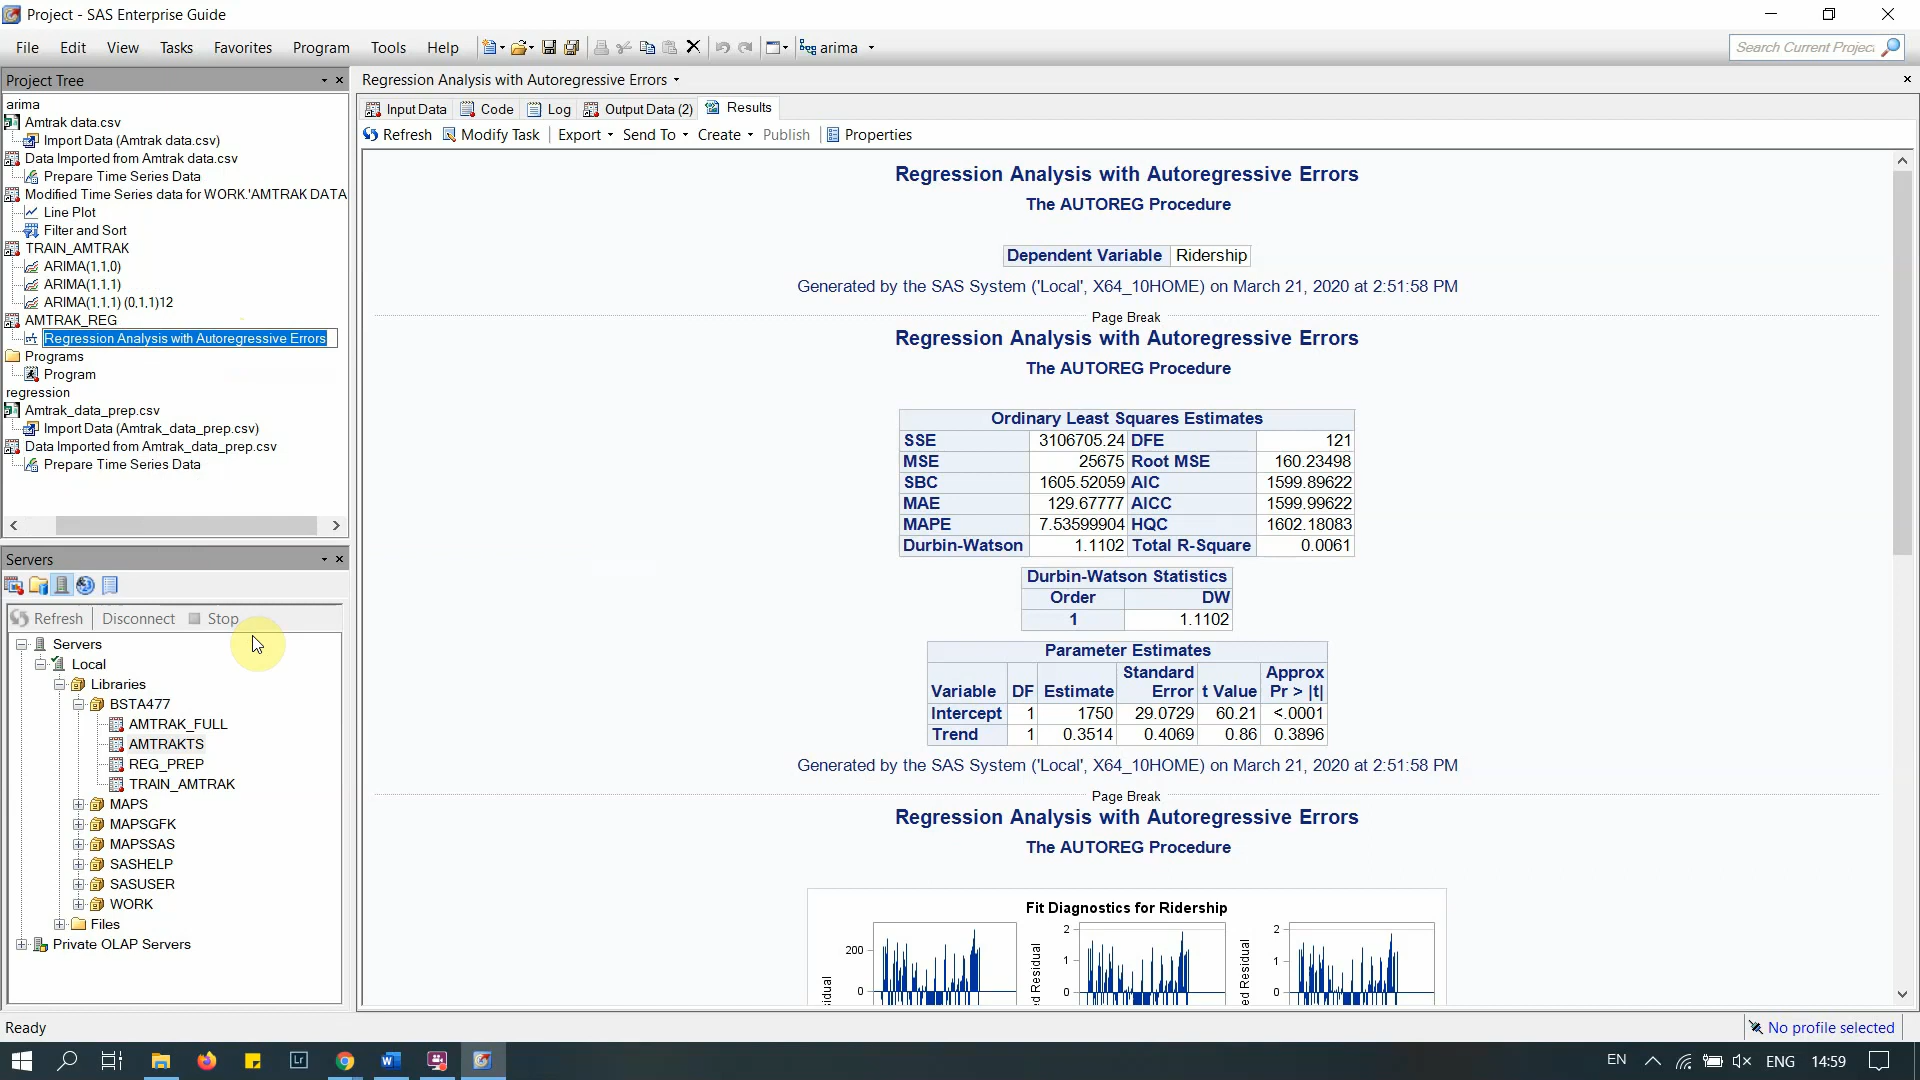 Project - SAS Enterprise Guide
File Edit View Tasks Favorites Program Tools Help arima
Search Current Project
Project Tree
arima
Amtrak data.csv
Import Data (Amtrak data.csv)
Data Imported from Amtrak data.csv
Prepare Time Series Data
Modified Time Series data for WORK.'AMTRAK DATA
Line Plot
Filter and Sort
TRAIN_AMTRAK
ARIMA(1,1,0)
ARIMA(1,1,1)
ARIMA(1,1,1) (0,1,1)12
AMTRAK_REG
Regression Analysis with Autoregressive Errors
Programs
Program
regression
Amtrak_data_prep.csv
Import Data (Amtrak_data_prep.csv)
Data Imported from Amtrak_data_prep.csv
Prepare Time Series Data
Servers
Refresh Disconnect Stop
Servers
Local
Libraries
BSTA477
AMTRAK_FULL
AMTRAKTS
REG_PREP
TRAIN_AMTRAK
MAPS
MAPSGFK
MAPSSAS
SASHELP
SASUSER
WORK
Files
Private OLAP Servers
Regression Analysis with Autoregressive Errors
Input Data Code Log Output Data (2) Results
Refresh Modify Task Export Send To Create Publish Properties
Regression Analysis with Autoregressive Errors
The AUTOREG Procedure
Dependent Variable Ridership
Generated by the SAS System ('Local', X64_10HOME) on March 21, 2020 at 2:51:58 PM
Page Break
Regression Analysis with Autoregressive Errors
The AUTOREG Procedure
Ordinary Least Squares Estimates
SSE 3106705.24 DFE 121
MSE 25675 Root MSE 160.23498
SBC 1605.52059 AIC 1599.89622
MAE 129.67777 AICC 1599.99622
MAPE 7.53599904 HQC 1602.18083
Durbin-Watson 1.1102 Total R-Square 0.0061
Durbin-Watson Statistics
Order DW
1 1.1102
Parameter Estimates
Variable DF Estimate Standard Error t Value Approx Pr > |t|
Intercept 1 1750 29.0729 60.21 <.0001
Trend 1 0.3514 0.4069 0.86 0.3896
Generated by the SAS System ('Local', X64_10HOME) on March 21, 2020 at 2:51:58 PM
Page Break
Regression Analysis with Autoregressive Errors
The AUTOREG Procedure
Fit Diagnostics for Ridership
200
0
idual
2
1
0
d Residual
2
1
0
ed Residual
Ready
No profile selected
Lr
EN
ENG
14:59